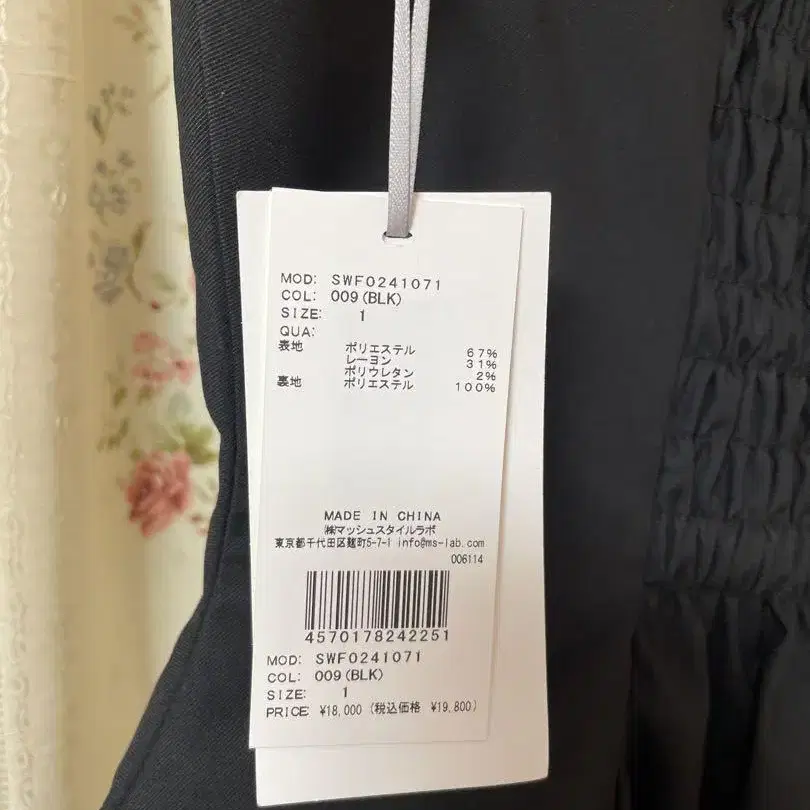 MOD: SWF0241071
COL: 009(BLK)
SIZE: 1
QUA:
表地 ポリエステル 67%
レーヨン 31%
ポリウレタン 2%
裏地 ポリエステル 100%
MADE IN CHINA
㈱マッシュスタイルラボ
東京都千代田区麹町5-7-1 info@ms-lab.com
006114
4570178242251
MOD: SWF0241071
COL: 009(BLK)
SIZE: 1
PRICE: ¥18,000 (税込価格 ¥19,800)